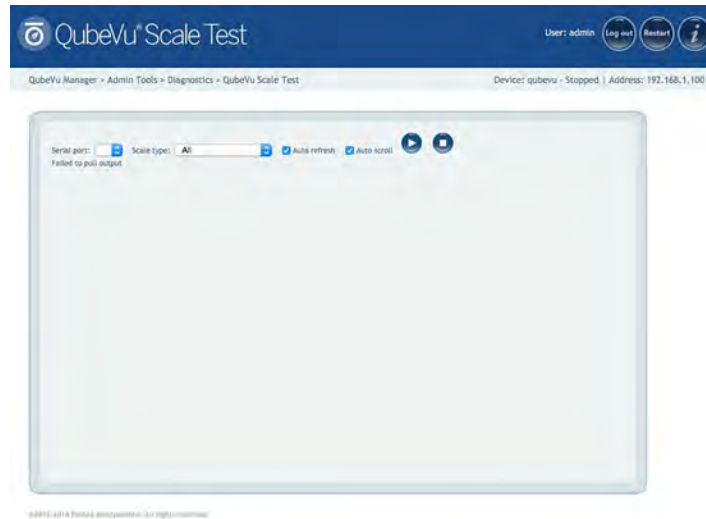 QubeVu® Scale Test
User: admin
Log out
Restart
i
QubeVu Manager > Admin Tools > Diagnostics > QubeVu Scale Test
Device: qubevu - Stopped | Address: 192.168.1.100
Serial port:
Scale type: All
Auto refresh
Auto scroll
Failed to pull output